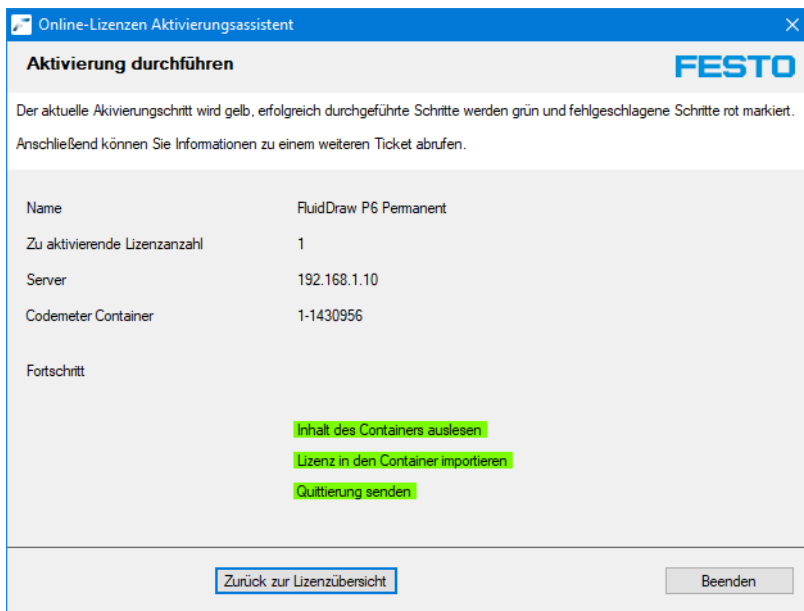 Online-Lizenzen Aktivierungsassistent
Aktivierung durchführen
FESTO
Der aktuelle Akivierungschritt wird gelb, erfolgreich durchgeführte Schritte werden grün und fehlgeschlagene Schritte rot markiert.
Anschließend können Sie Informationen zu einem weiteren Ticket abrufen.
Name FluidDraw P6 Permanent
Zu aktivierende Lizenzanzahl 1
Server 192.168.1.10
Codemeter Container 1-1430956
Fortschritt
Inhalt des Containers auslesen
Lizenz in den Container importieren
Quittierung senden
Zurück zur Lizenzübersicht Beenden